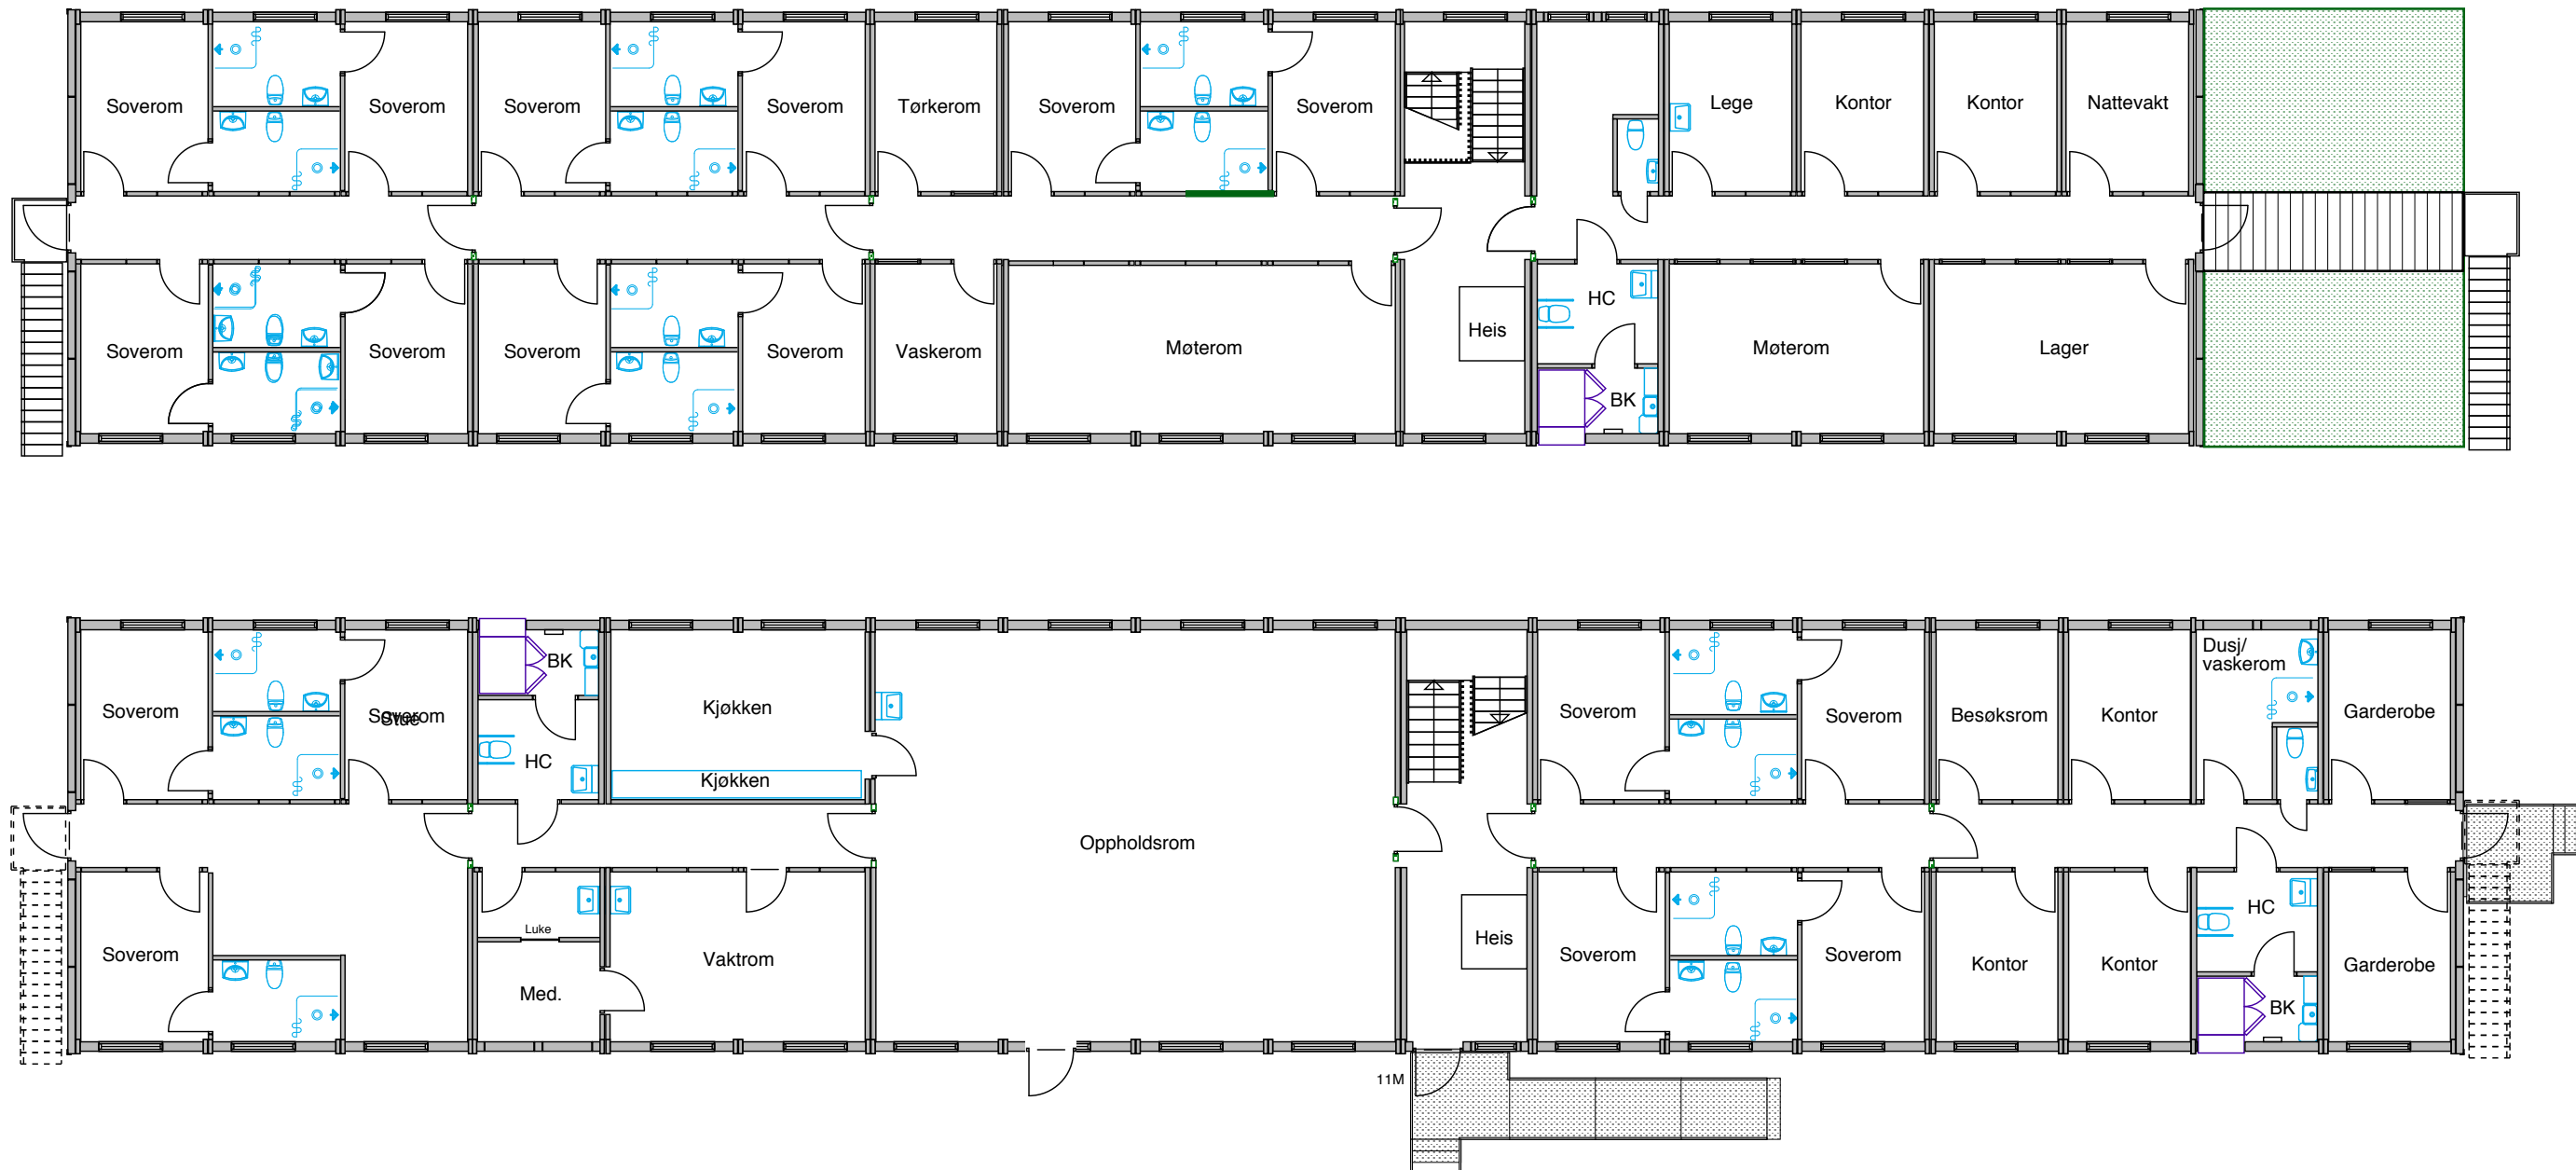 Soverom
Soverom
Soverom
Soverom
Tørkerom
Soverom
Soverom
Lege
Kontor
Kontor
Nattevakt
Soverom
Soverom
Soverom
Soverom
Vaskerom
Møterom
Heis
HC
BK
Møterom
Lager
Soverom
Soverom
Stue
BK
HC
Kjøkken
Kjøkken
Soverom
Soverom
Besøksrom
Kontor
Dusj/
vaskerom
Garderobe
Oppholdsrom
Soverom
Luke
Med.
Vaktrom
Heis
Soverom
Soverom
Kontor
Kontor
HC
BK
Garderobe
11M